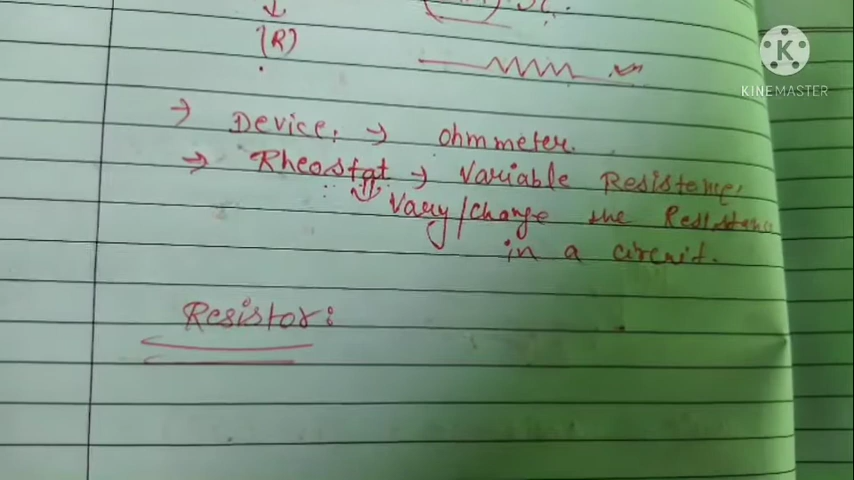 (R)
K
KINEMASTER
→ Device, → ohmmeter.
→ Rheostat → Variable Resistance,
Vary/Change the Resistance
in a circuit.
Resistor: